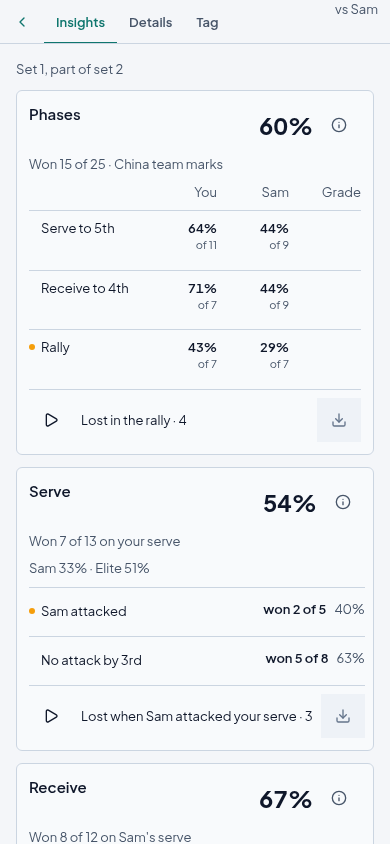 vs Sam
Insights Details Tag
Set 1, part of set 2
Phases 60%
Won 15 of 25 · China team marks
You Sam Grade
Serve to 5th 64% 44%
of 11 of 9
Receive to 4th 71% 44%
of 7 of 9
Rally 43% 29%
of 7 of 7
Lost in the rally · 4
Serve 54%
Won 7 of 13 on your serve
Sam 33% · Elite 51%
Sam attacked won 2 of 5 40%
No attack by 3rd won 5 of 8 63%
Lost when Sam attacked your serve · 3
Receive 67%
Won 8 of 12 on Sam's serve